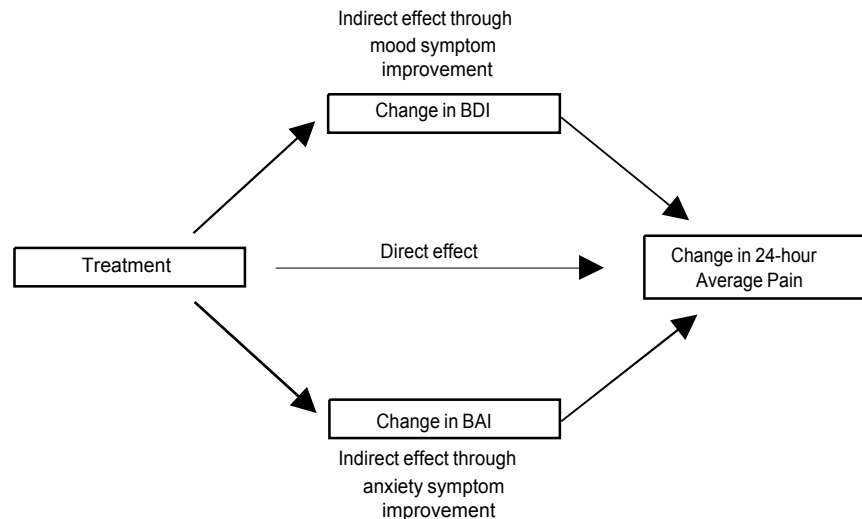 Indirect effect through
mood symptom
improvement
Change in BDI
Treatment
Direct effect
Change in 24-hour
Average Pain
Change in BAI
Indirect effect through
anxiety symptom
improvement